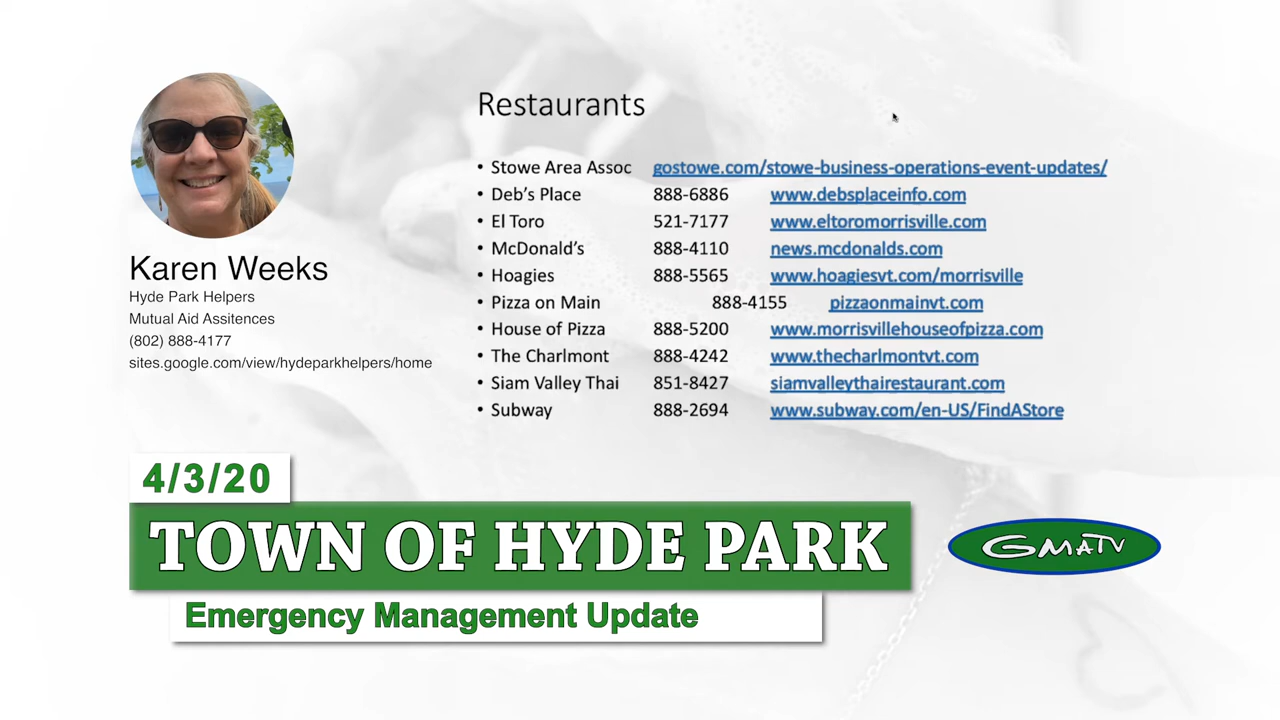 Restaurants
• Stowe Area Assoc gostowe.com/stowe-business-operations-event-updates/
• Deb's Place 888-6886 www.debsplaceinfo.com
• El Toro 521-7177 www.eltoromorrisville.com
• McDonald's 888-4110 news.mcdonalds.com
• Hoagies 888-5565 www.hoagiesvt.com/morrisville
• Pizza on Main 888-4155 pizzaonmainvt.com
• House of Pizza 888-5200 www.morrisvillehouseofpizza.com
• The Charlmont 888-4242 www.thecharlmontvt.com
• Siam Valley Thai 851-8427 siamvalleythairestaurant.com
• Subway 888-2694 www.subway.com/en-US/FindAStore
Karen Weeks
Hyde Park Helpers
Mutual Aid Assitences
(802) 888-4177
sites.google.com/view/hydeparkhelpers/home
4/3/20
TOWN OF HYDE PARK
Emergency Management Update
GMATV